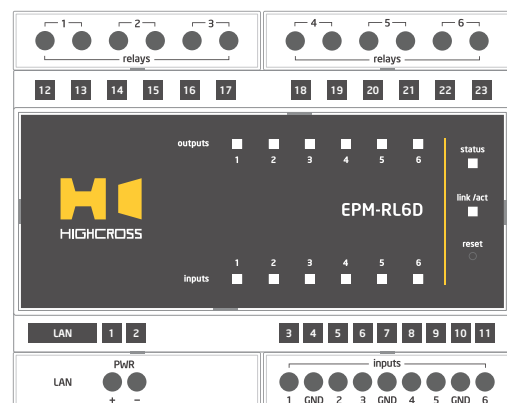 1 2 3 4 5 6
relays relays
12 13 14 15 16 17 18 19 20 21 22 23
outputs
1 2 3 4 5 6
status
link /act
EPM-RL6D
HIGHCROSS
reset
1 2 3 4 5 6
inputs
LAN 1 2 3 4 5 6 7 8 9 10 11
PWR inputs
LAN
+ - 1 GND 2 3 GND 4 5 GND 6